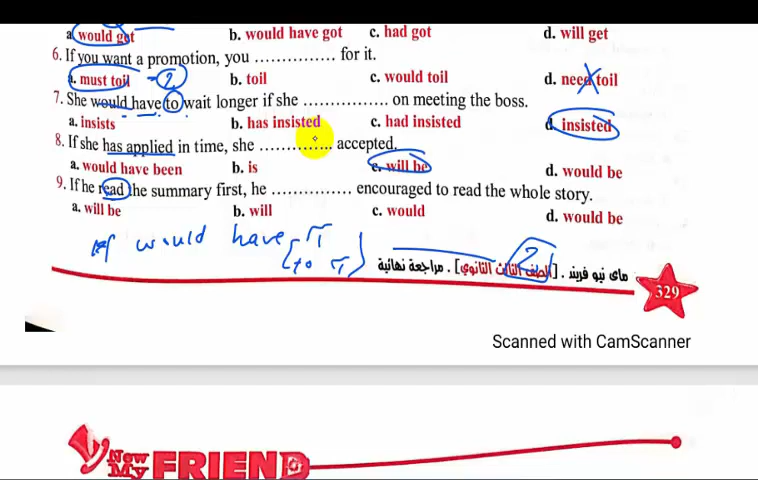 a. would get b. would have got c. had got d. will get
6. If you want a promotion, you ............... for it.
a. must toil b. toil c. would toil d. need toil
2
7. She would have to wait longer if she ................. on meeting the boss.
a. insists b. has insisted c. had insisted d. insisted
8. If she has applied in time, she ............... accepted.
a. would have been b. is c. will be d. would be
9. If he read the summary first, he ................ encouraged to read the whole story.
a. will be b. will c. would d. would be
would have
to
2
ماى نيو فريند . [الصف الثالث الثانوي] . مراجعة نهائية
329
Scanned with CamScanner
New My FRIEND